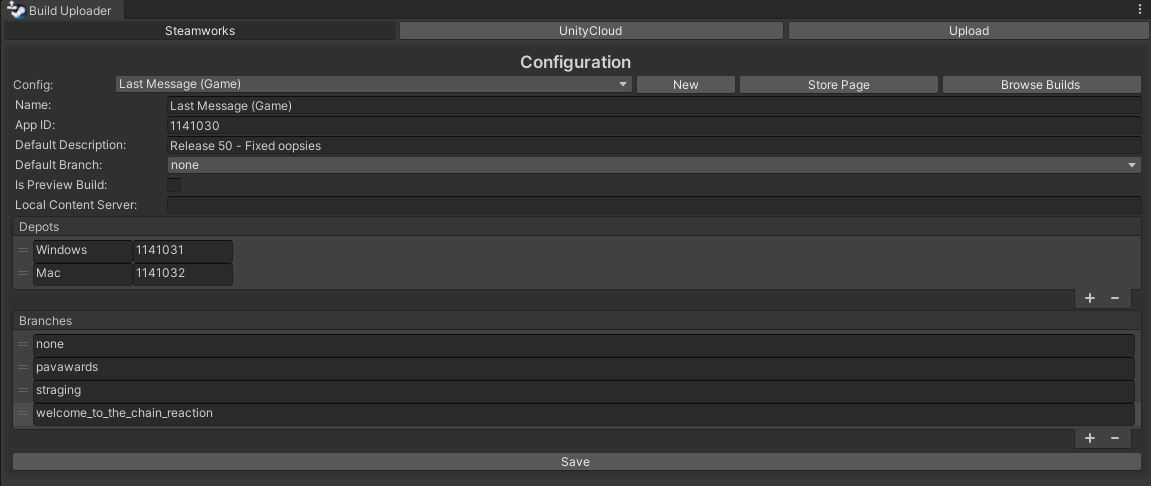 Build Uploader
Steamworks UnityCloud Upload
Configuration
Config: Last Message (Game) New Store Page Browse Builds
Name: Last Message (Game)
App ID: 1141030
Default Description: Release 50 - Fixed oopsies
Default Branch: none
Is Preview Build:
Local Content Server:
Depots
Windows 1141031
Mac 1141032
+ −
Branches
none
pavawards
straging
welcome_to_the_chain_reaction
+ −
Save